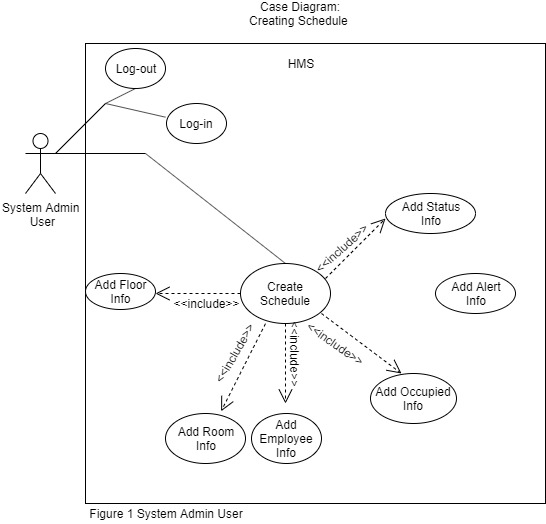 Case Diagram:
Creating Schedule
HMS
Log-out
Log-in
System Admin
User
Add Status
Info
<<include>>
Add Floor
Info
<<include>>
Create
Schedule
Add Alert
Info
<<include>>
<<include>>
<<include>>
Add Occupied
Info
Add Room
Info
Add
Employee
Info
Figure 1 System Admin User